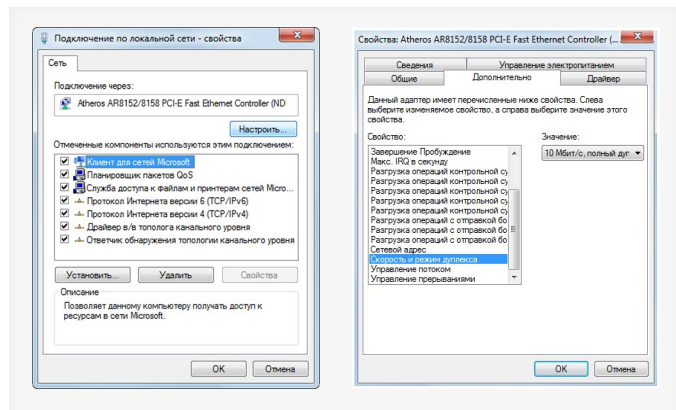 Подключение по локальной сети - свойства
Сеть
Подключение через:
Atheros AR8152/8158 PCI-E Fast Ethernet Controller (ND
Настроить...
Отмеченные компоненты используются этим подключением:
Клиент для сетей Microsoft
Планировщик пакетов QoS
Служба доступа к файлам и принтерам сетей Micro...
Протокол Интернета версии 6 (TCP/IPv6)
Протокол Интернета версии 4 (TCP/IPv4)
Драйвер в/в тополога канального уровня
Ответчик обнаружения топологии канального уровня
Установить... Удалить Свойства
Описание
Позволяет данному компьютеру получать доступ к
ресурсам в сети Microsoft.
OK Отмена
Свойства: Atheros AR8152/8158 PCI-E Fast Ethernet Controller (...
Сведения Управление электропитанием
Общие Дополнительно Драйвер
Данный адаптер имеет перечисленные ниже свойства. Слева
выберите изменяемое свойство, а справа выберите значение этого
свойства.
Свойство: Значение:
Завершение Пробуждение
Макс. IRQ в секунду
Разгрузка операций контрольной су
Разгрузка операций контрольной су
Разгрузка операций контрольной су
Разгрузка операций контрольной су
Разгрузка операций контрольной су
Разгрузка операций с отправкой бо
Разгрузка операций с отправкой бо
Разгрузка операций с отправкой бо
Сетевой адрес
Скорость и режим дуплекса
Управление потоком
Управление прерываниями
10 Мбит/с, полный дуг
OK Отмена